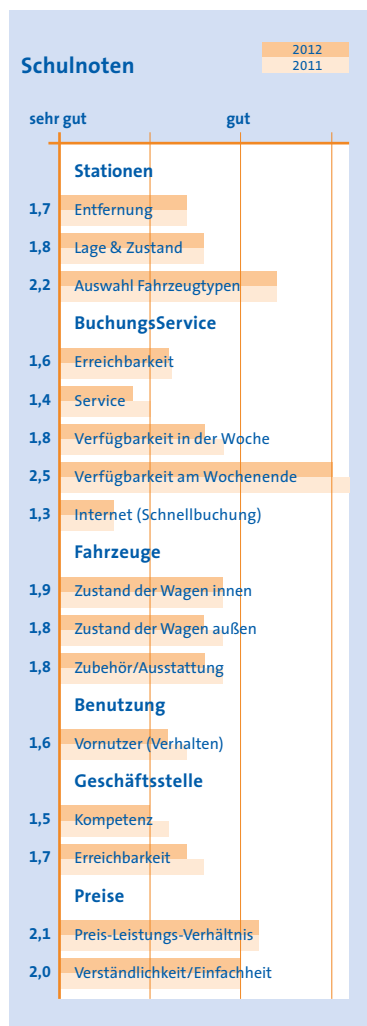 Schulnoten
2012
2011
sehr gut gut
Stationen
1,7 Entfernung
1,8 Lage & Zustand
2,2 Auswahl Fahrzeugtypen
BuchungsService
1,6 Erreichbarkeit
1,4 Service
1,8 Verfügbarkeit in der Woche
2,5 Verfügbarkeit am Wochenende
1,3 Internet (Schnellbuchung)
Fahrzeuge
1,9 Zustand der Wagen innen
1,8 Zustand der Wagen außen
1,8 Zubehör/Ausstattung
Benutzung
1,6 Vornutzer (Verhalten)
Geschäftsstelle
1,5 Kompetenz
1,7 Erreichbarkeit
Preise
2,1 Preis-Leistungs-Verhältnis
2,0 Verständlichkeit/Einfachheit